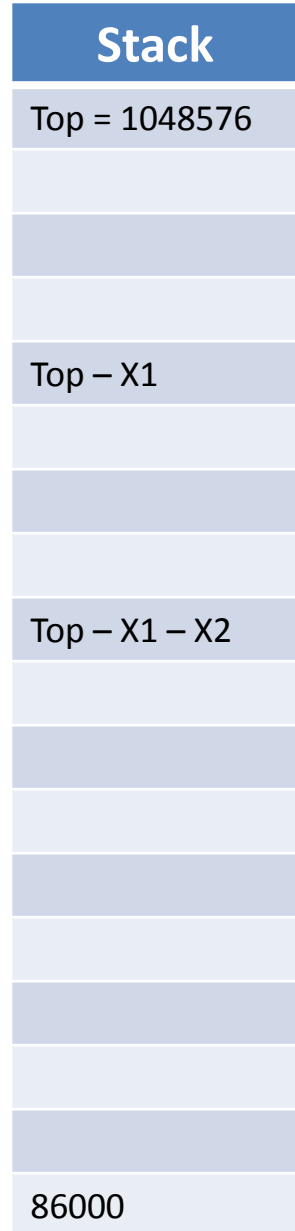 Stack
Top = 1048576
Top – X1
Top – X1 – X2
86000